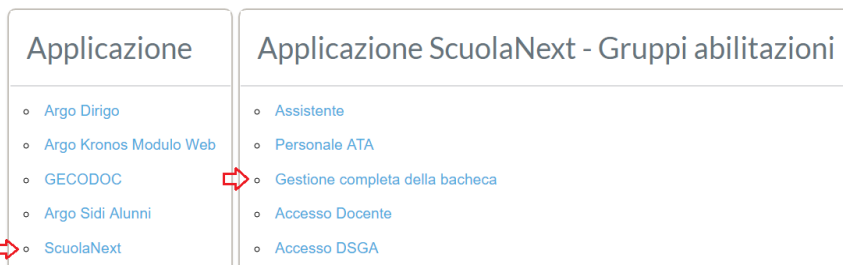 Applicazione
Argo Dirigo
Argo Kronos Modulo Web
GECODOC
Argo Sidi Alunni
ScuolaNext
Applicazione ScuolaNext - Gruppi abilitazioni
Assistente
Personale ATA
Gestione completa della bacheca
Accesso Docente
Accesso DSGA